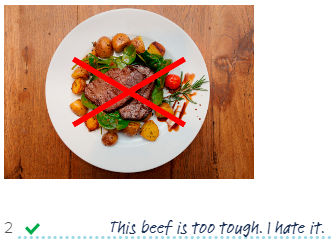 2 ✓ This beef is too tough. I hate it.